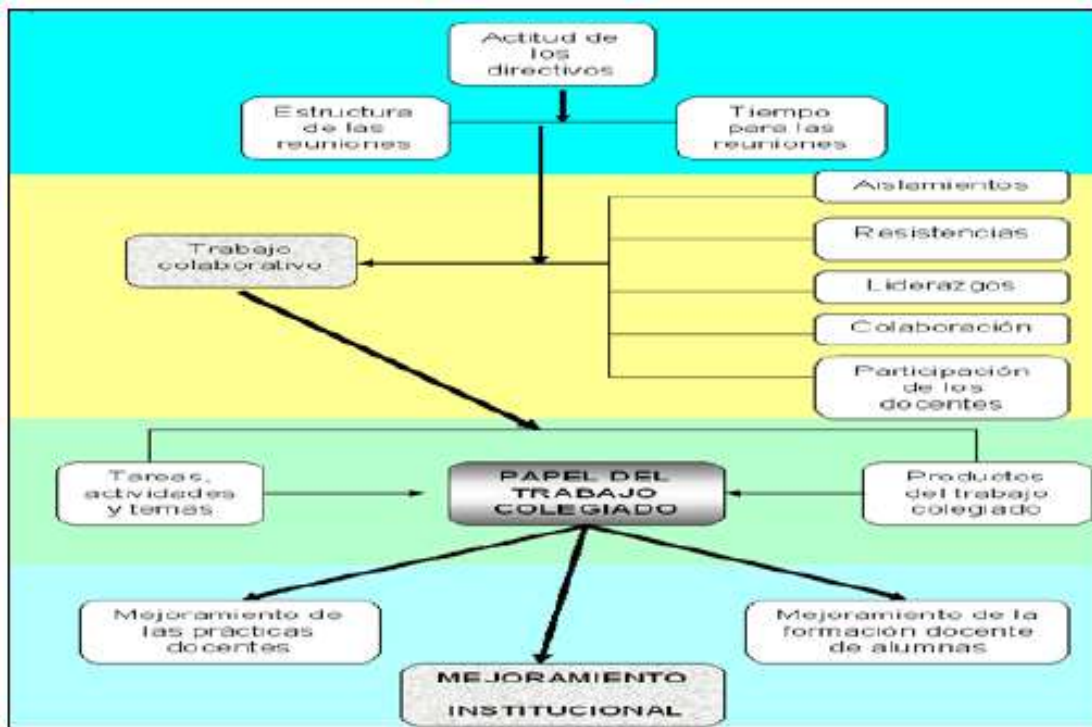 Actitud de
los
directivos
Estructura
de las
reuniones
Tiempo
para las
reuniones
Aislamientos
Resistencias
Trabajo
colaborativo
Liderazgos
Colaboración
Participación
de los
docentes
Tareas,
actividades
y temas
PAPEL DEL
TRABAJO
COLEGIADO
Productos
del trabajo
colegiado
Mejoramiento de
las prácticas
docentes
Mejoramiento de la
formación docente
de alumnas
MEJORAMIENTO
INSTITUCIONAL